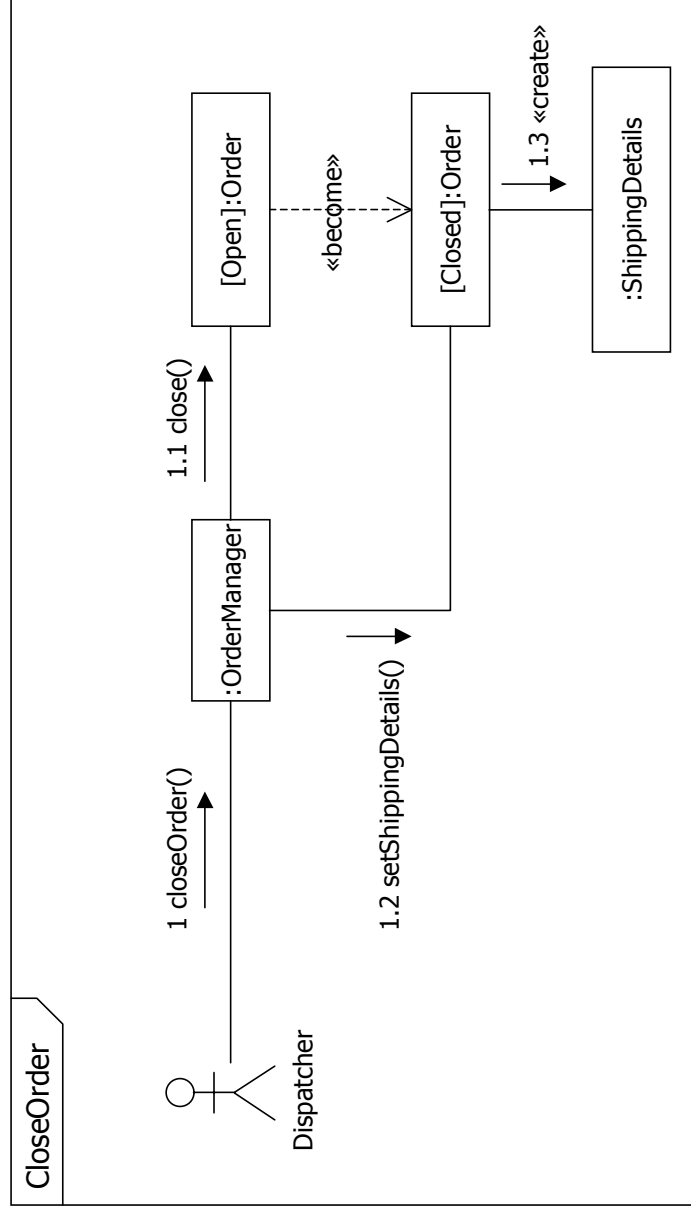 CloseOrder
1 closeOrder()
1.1 close()
Dispatcher
:OrderManager
[Open]:Order
«become»
1.2 setShippingDetails()
[Closed]:Order
1.3 «create»
:ShippingDetails